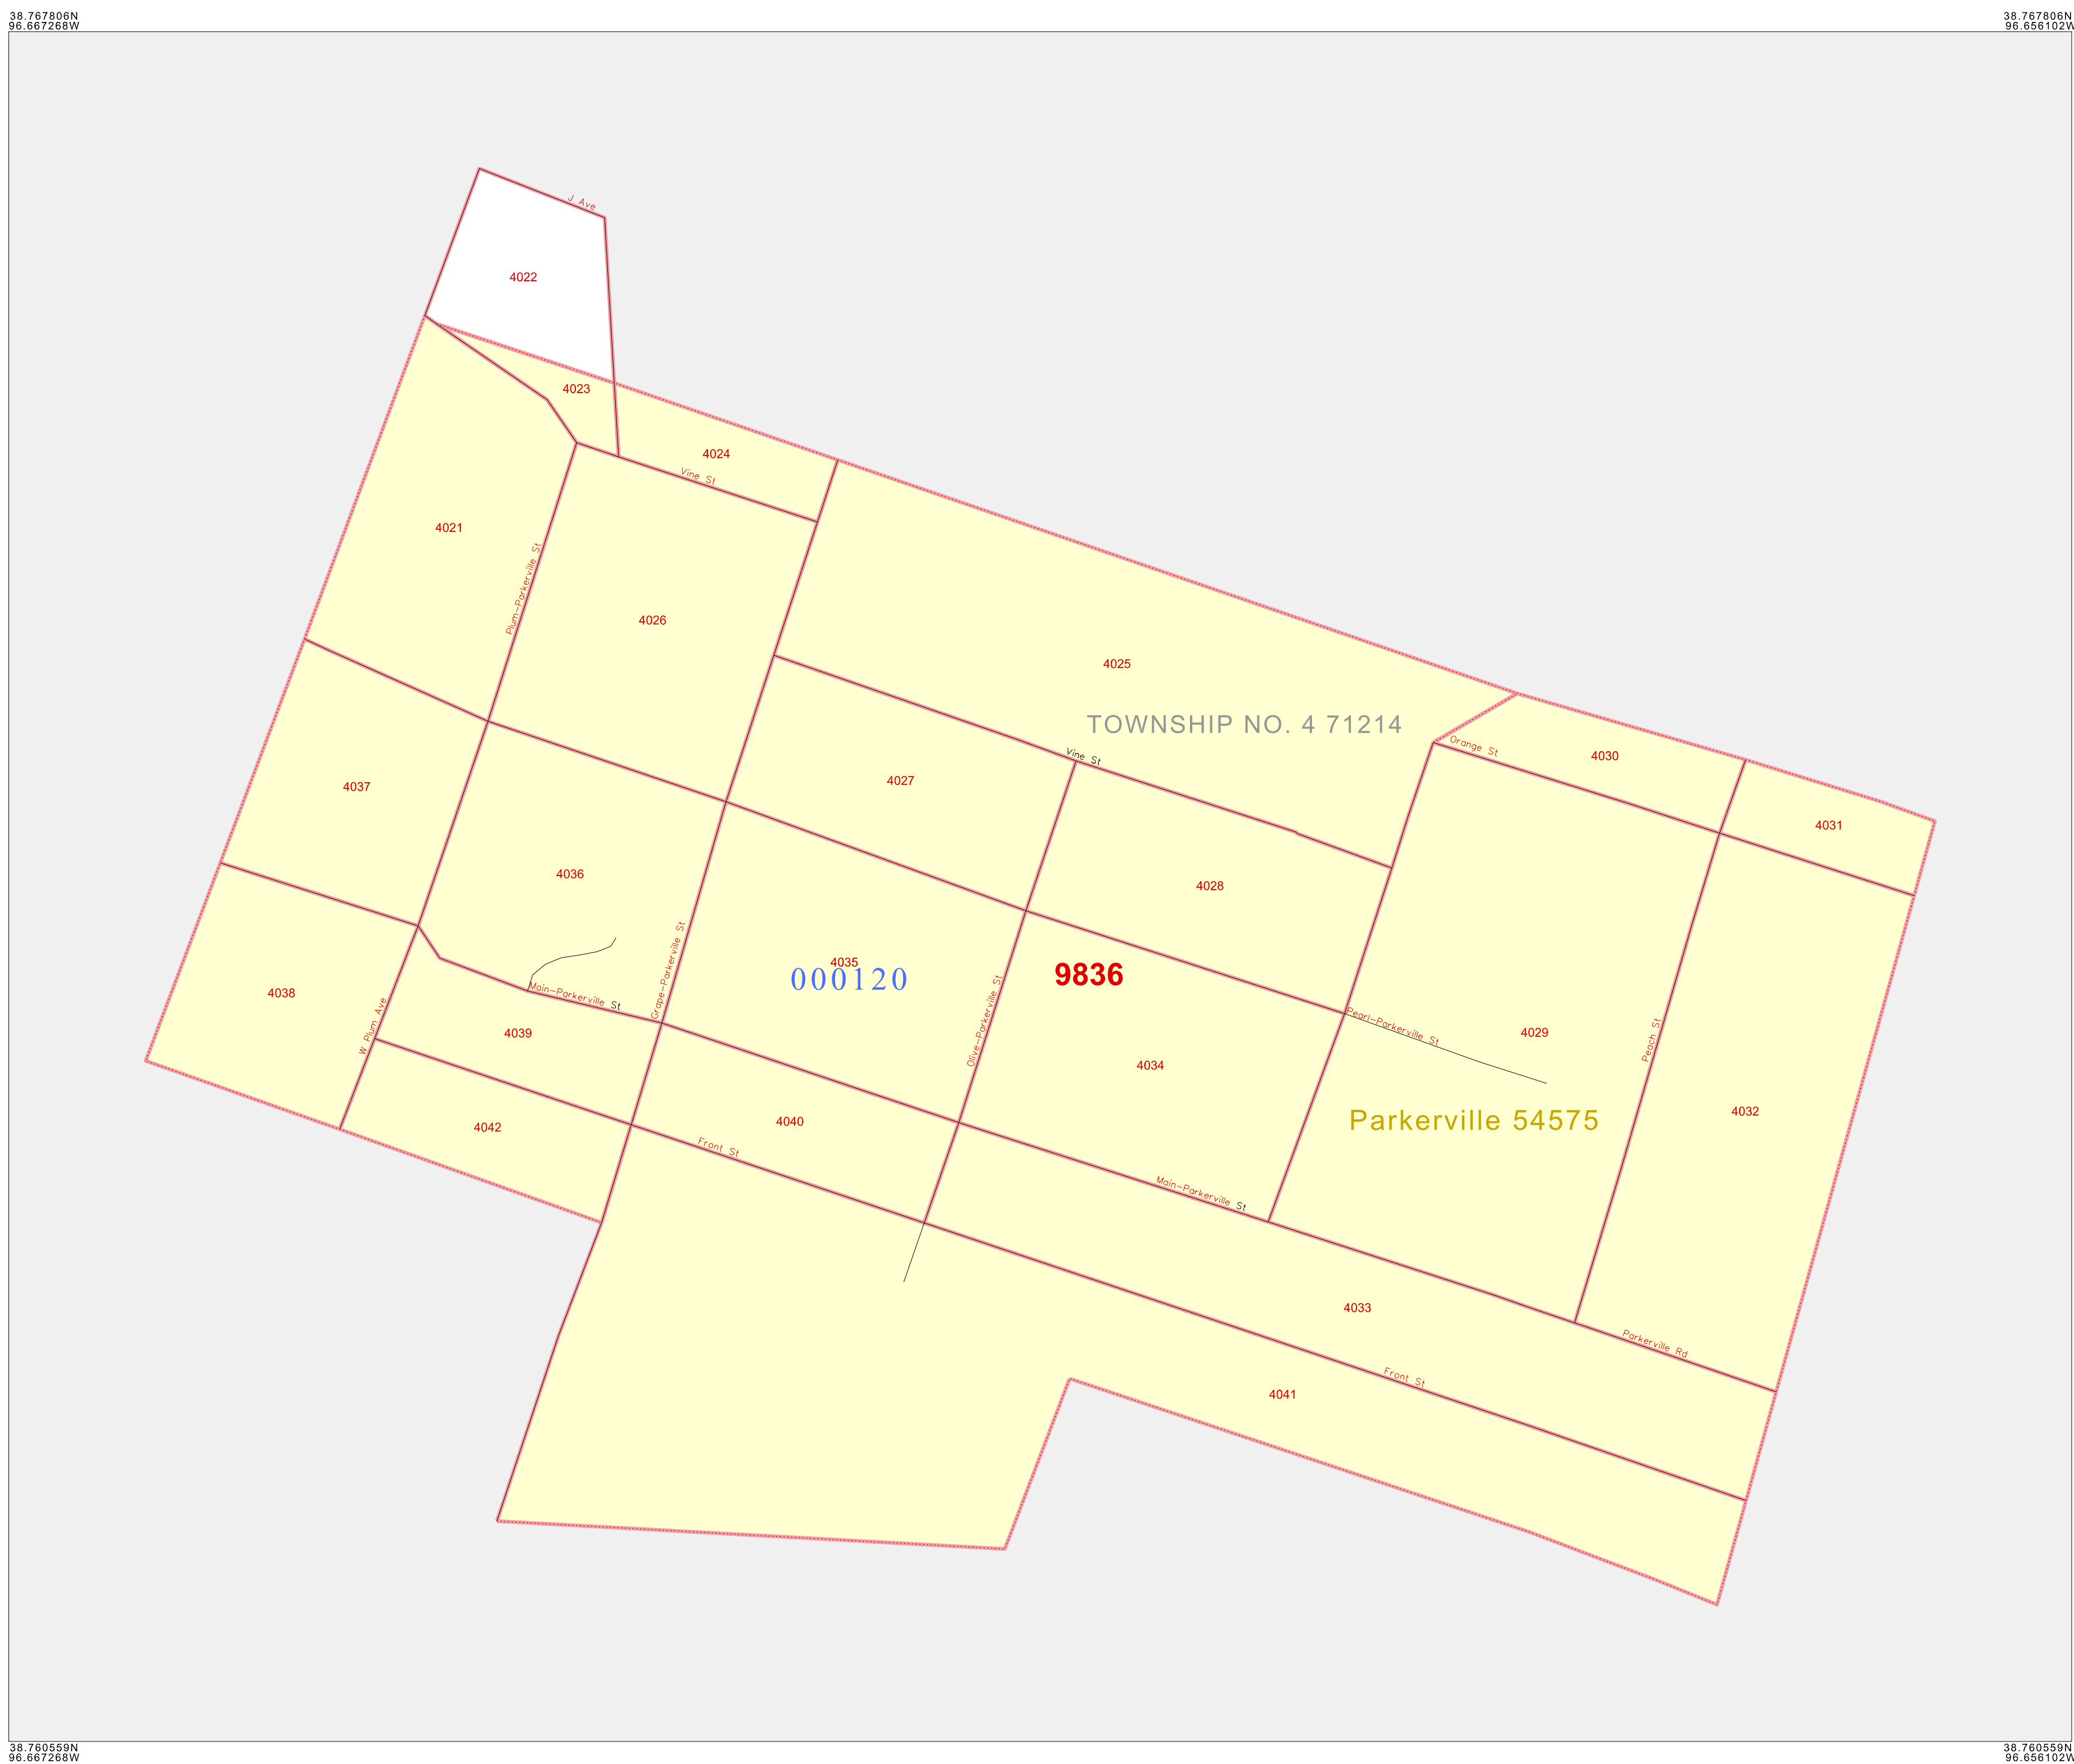 38.767806N
96.667268W
38.767806N
96.656102W
J Ave
4022
4023
4024
Vine St
4021
Plum-Parkerville St
4026
4025
TOWNSHIP NO. 4 71214
Vine St
Orange St
4030
4027
4037
4031
4036
4028
Grape-Parkerville St
4035
000120
9836
Olive-Parkerville St
4038
Main-Parkerville St
W Plum Ave
4039
Pearl-Parkerville St
4029
Peach St
4034
Parkerville 54575
4032
4042
4040
Front St
Main-Parkerville St
4033
Parkerville Rd
Front St
4041
38.760559N
96.667268W
38.760559N
96.656102W